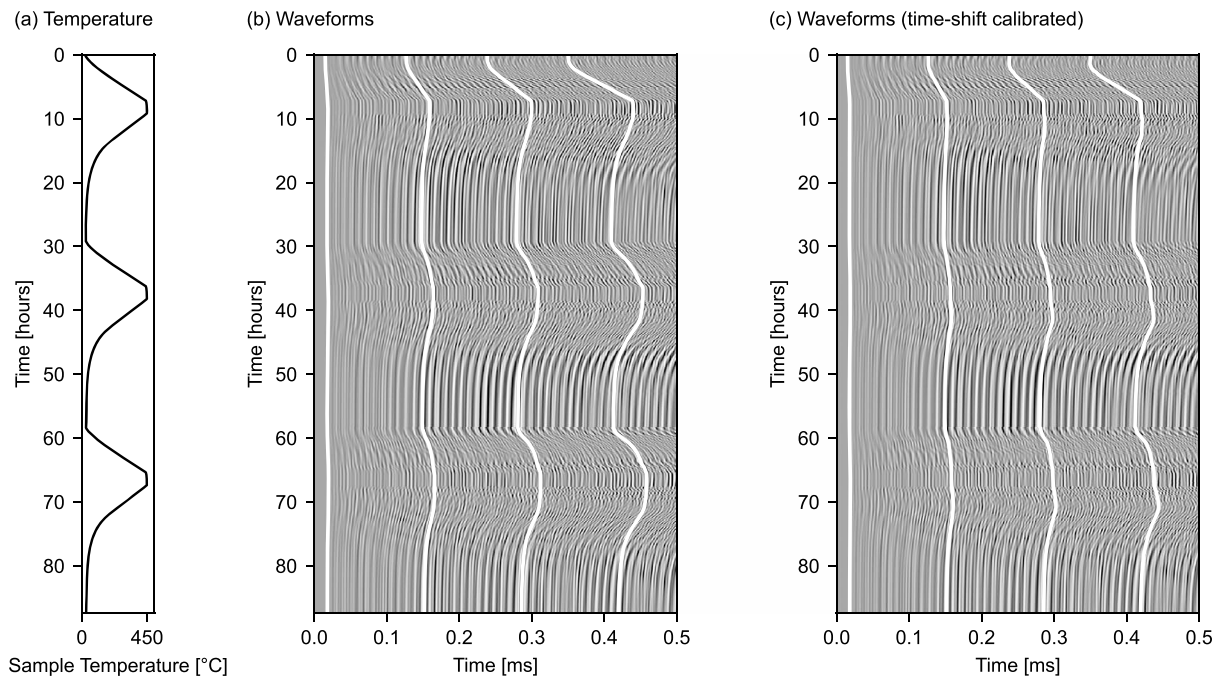 (a) Temperature
(b) Waveforms
(c) Waveforms (time-shift calibrated)
0
10
20
30
40
50
60
70
80
Time [hours]
0 450
Sample Temperature [°C]
0
10
20
30
40
50
60
70
80
Time [hours]
0.0 0.1 0.2 0.3 0.4 0.5
Time [ms]
0
10
20
30
40
50
60
70
80
Time [hours]
0.0 0.1 0.2 0.3 0.4 0.5
Time [ms]